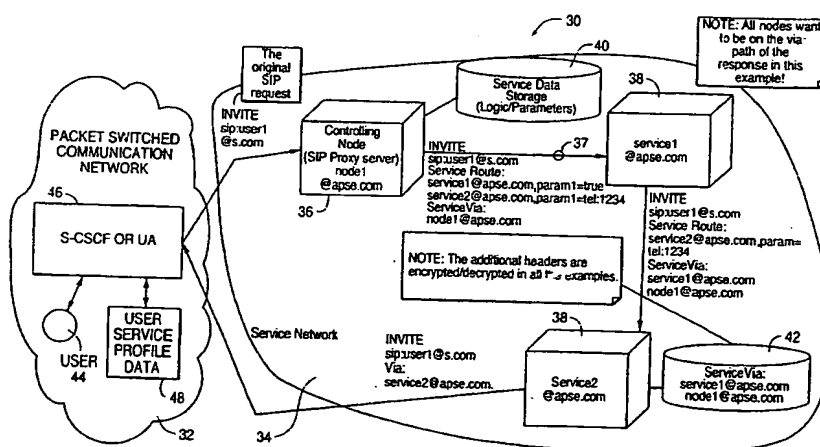 30
NOTE: All nodes want
to be on the via-
path of the
response in this
example!
The
original
SIP
request
INVITE
sip:user1
@s.com
40
Service Data
Storage
(Logic/Parameters)
38
service1
@apse.com
PACKET SWITCHED
COMMUNICATION
NETWORK
46
S-CSCF OR UA
Controlling
Node
(SIP Proxy server)
node1
@apse.com
36
37
INVITE
sip:user1@s.com
Service Route:
service1@apse.com,param1=true
service2@apse.com,param1=tel:1234
ServiceVia:
node1@apse.com
INVITE
sip:user1@s.com
Service Route:
service2@apse.com,param=
tel:1234
ServiceVia:
service1@apse.com
node1@apse.com
NOTE: The additional headers are
encrypted/decrypted in all examples.
USER
44
USER
SERVICE
PROFILE
DATA
48
32
Service Network
34
INVITE
sip:user1@s.com
Via:
service2@apse.com.
38
Service2
@apse.com
42
ServiceVia:
service1@apse.com
node1@apse.com